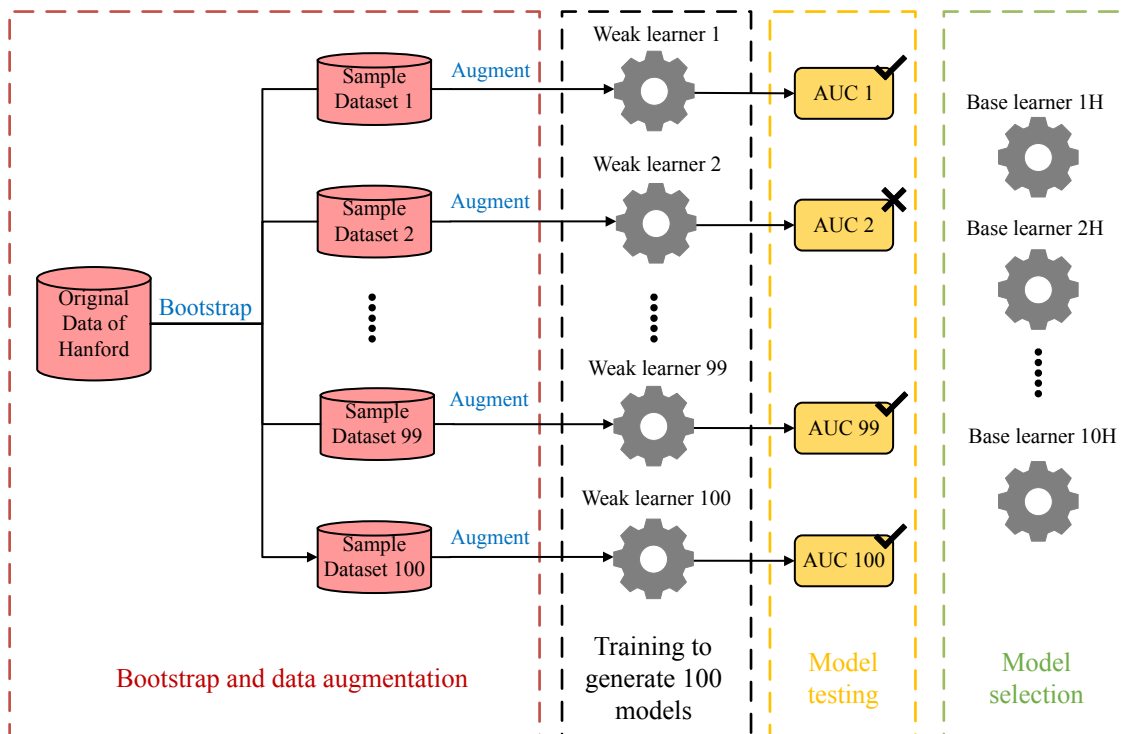 Weak learner 1
Sample
Dataset 1
Augment
AUC 1
Base learner 1H
Weak learner 2
Sample
Dataset 2
Augment
AUC 2
Base learner 2H
Original
Data of
Hanford
Bootstrap
Weak learner 99
Sample
Dataset 99
Augment
AUC 99
Base learner 10H
Weak learner 100
Sample
Dataset 100
Augment
AUC 100
Bootstrap and data augmentation
Training to
generate 100
models
Model
testing
Model
selection